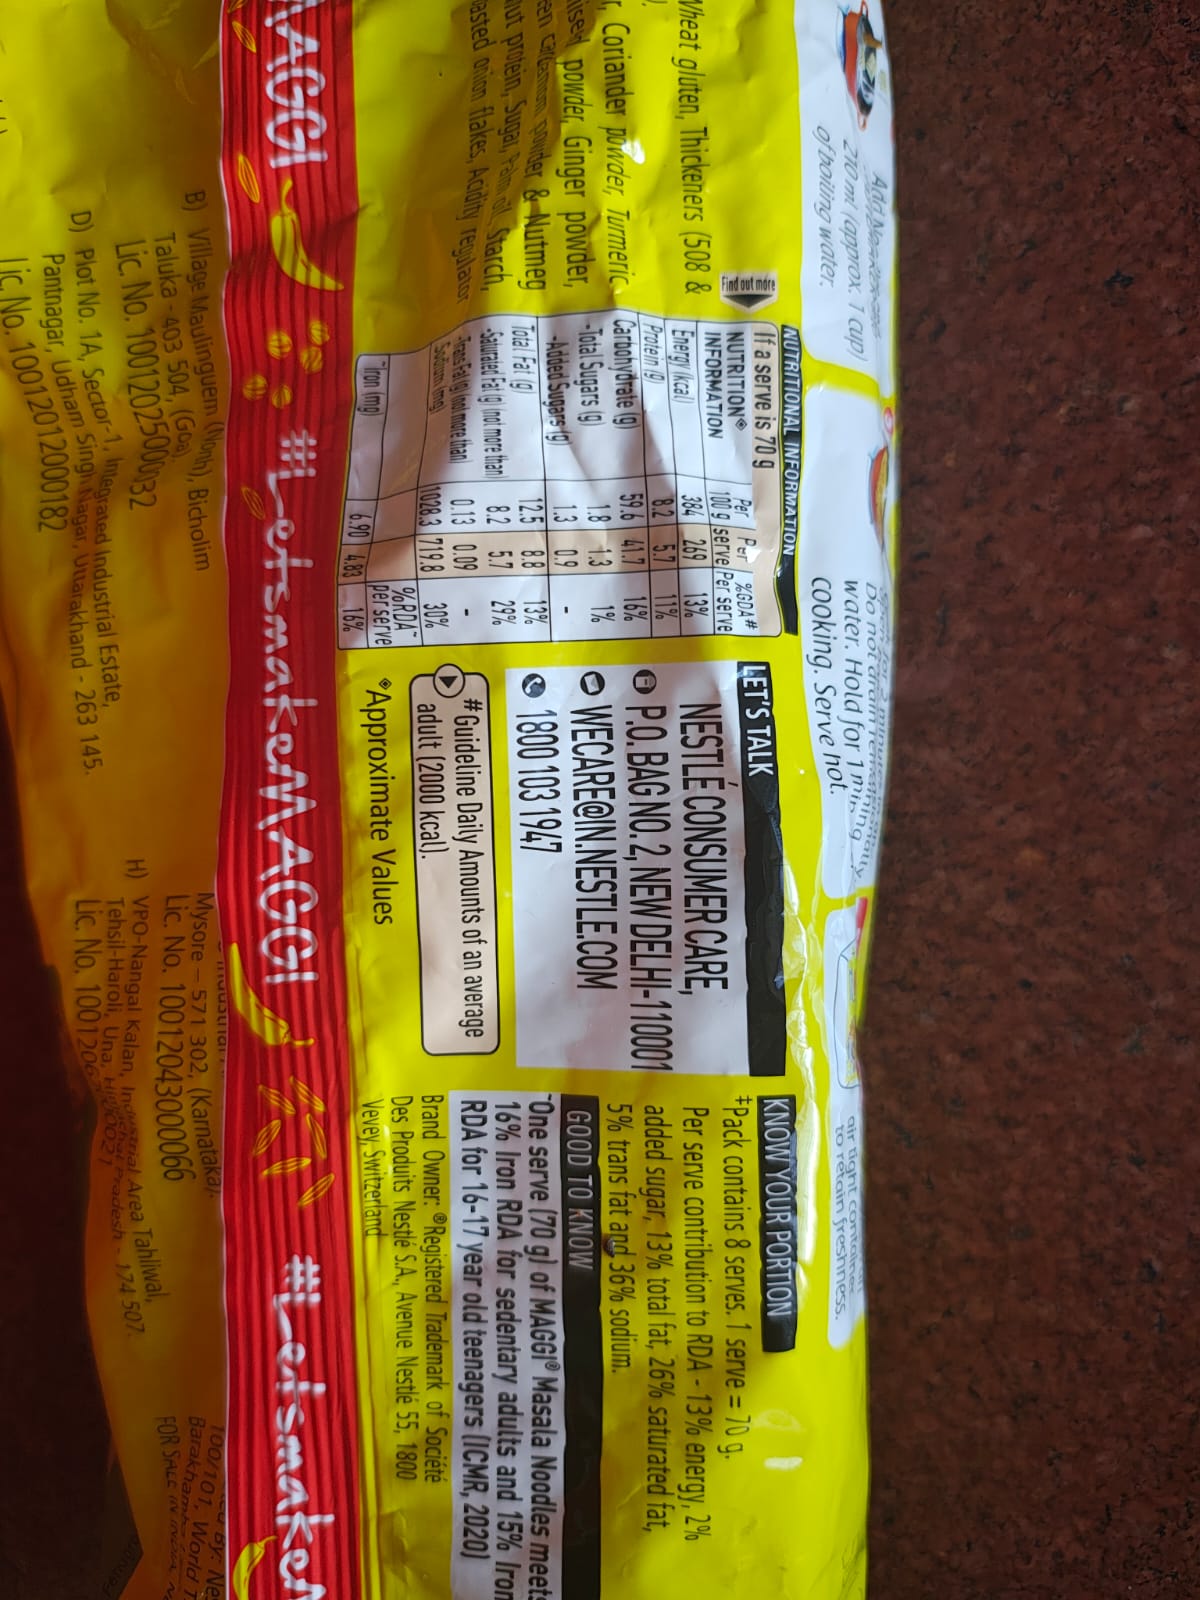 210 ml (approx. 1 cup)
of boiling water.
Do not drain remaining
water. Hold for 1 min
cooking. Serve hot.
air tight container
to retain freshness.
Wheat gluten, Thickeners (508 &
r, Coriander powder, Turmeric
powder, Ginger powder,
cardamom powder & Nutmeg
protein, Sugar, Palm oil, Starch,
onion flakes, Acidity regulator
Find out more
NUTRITIONAL INFORMATION
If a serve is 70 g
NUTRITION◈ INFORMATION Per 100 g Per serve %GDA# Per serve
Energy (kcal) 384 269 13%
Protein (g) 8.2 5.7 11%
Carbohydrate (g) 59.6 41.7 16%
-Total Sugars (g) 1.8 1.3 1%
-Added Sugars (g) 1.3 0.9 -
Total Fat (g) 12.5 8.8 13%
-Saturated Fat (g) (not more than) 8.2 5.7 29%
-Trans Fat (g) (not more than) 0.13 0.09 -
Sodium (mg) 1028.3 719.8 30%
%RDA~ per serve
~Iron (mg) 6.90 4.83 16%
LET'S TALK
NESTLÉ CONSUMER CARE,
P.O. BAG NO. 2, NEW DELHI-110001
WECARE@IN.NESTLE.COM
1800 103 1947
#Guideline Daily Amounts of an average
adult (2000 kcal).
◈Approximate Values
KNOW YOUR PORTION
‡Pack contains 8 serves. 1 serve = 70 g.
Per serve contribution to RDA - 13% energy, 2%
added sugar, 13% total fat, 26% saturated fat,
5% trans fat and 36% sodium.
GOOD TO KNOW
~One serve (70 g) of MAGGI® Masala Noodles meets
16% Iron RDA for sedentary adults and 15% Iron
RDA for 16-17 year old teenagers (ICMR, 2020)
Brand Owner: ®Registered Trademark of Société
Des Produits Nestlé S.A., Avenue Nestlé 55, 1800
Vevey, Switzerland
MAGGI #LetsmakeMAGGI #Letsmake
B) Village Maulinguem (North), Bicholim
Taluka - 403 504, (Goa)
Lic. No. 10012025000032
D) Plot No. 1A, Sector-1, Integrated Industrial Estate,
Pantnagar, Udham Singh Nagar, Uttarakhand - 263 145.
Lic. No. 10012012000182
Mysore – 571 302, (Karnataka).
Lic. No. 10012043000066
H) VPO-Nangal Kalan, Industrial Area Tahliwal,
Tehsil-Haroli, Una, Himachal Pradesh - 174 507.
Lic. No.
100/101, World
Barakhamba
FOR SALE IN INDIA